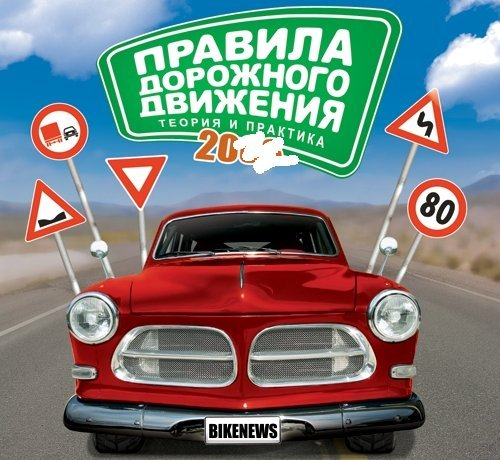 ПРАВИЛА
ДОРОЖНОГО
ДВИЖЕНИЯ
ТЕОРИЯ И ПРАКТИКА
20
80
BIKENEWS